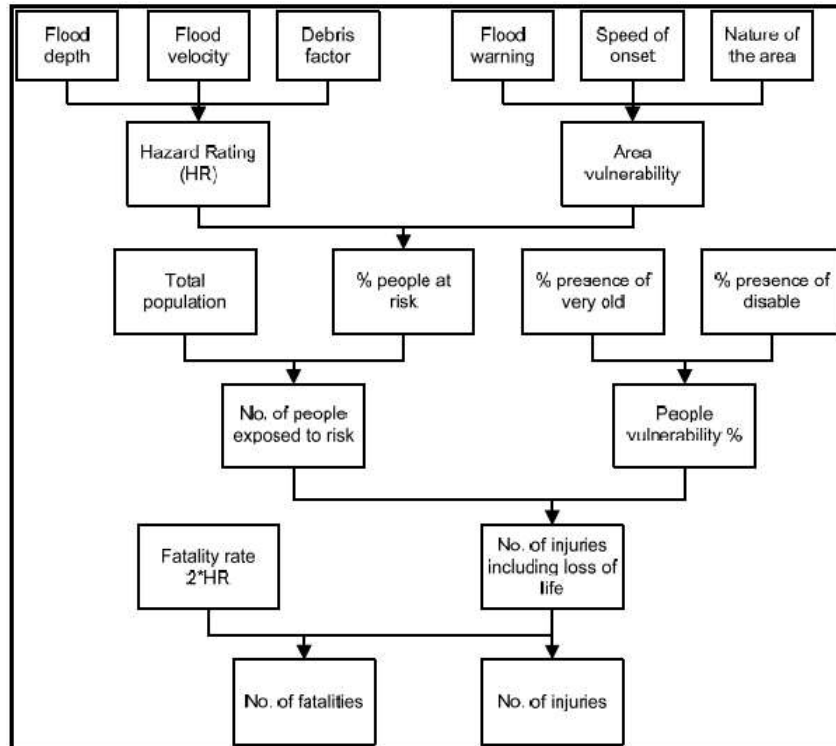 Flood
depth
Flood
velocity
Debris
factor
Flood
warning
Speed of
onset
Nature of
the area
Hazard Rating
(HR)
Area
vulnerability
Total
population
% people at
risk
% presence of
very old
% presence of
disable
No. of people
exposed to risk
People
vulnerability %
Fatality rate
2*HR
No. of injuries
including loss of
life
No. of fatalities
No. of injuries